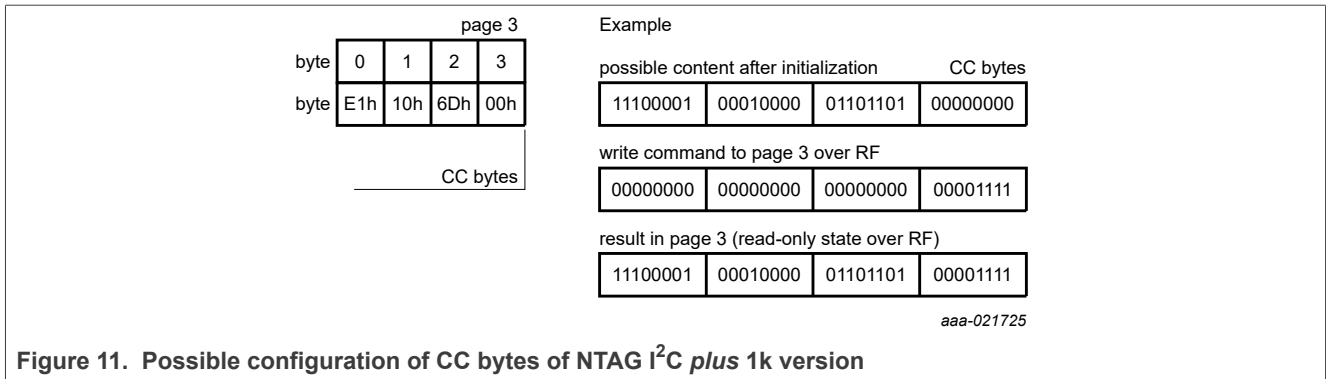 page 3
byte 0 1 2 3
byte E1h 10h 6Dh 00h
CC bytes
Example
possible content after initialization CC bytes
11100001 00010000 01101101 00000000
write command to page 3 over RF
00000000 00000000 00000000 00001111
result in page 3 (read-only state over RF)
11100001 00010000 01101101 00001111
aaa-021725
Figure 11. Possible configuration of CC bytes of NTAG I²C plus 1k version